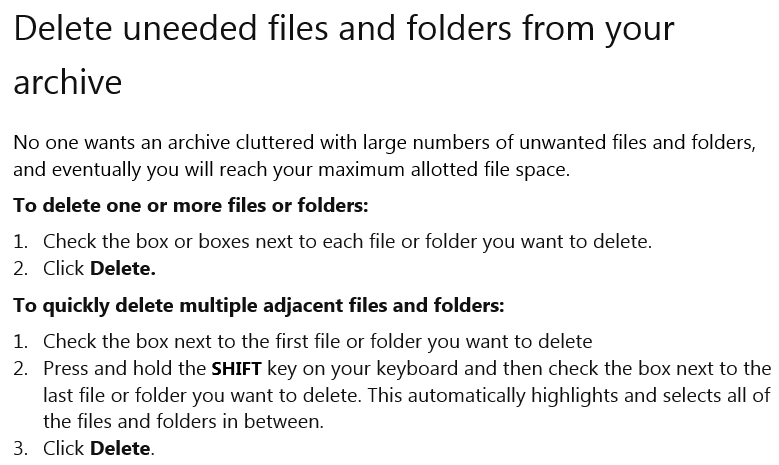 Delete uneeded files and folders from your
archive
No one wants an archive cluttered with large numbers of unwanted files and folders,
and eventually you will reach your maximum allotted file space.
To delete one or more files or folders:
1. Check the box or boxes next to each file or folder you want to delete.
2. Click Delete.
To quickly delete multiple adjacent files and folders:
1. Check the box next to the first file or folder you want to delete
2. Press and hold the SHIFT key on your keyboard and then check the box next to the
last file or folder you want to delete. This automatically highlights and selects all of
the files and folders in between.
3. Click Delete.